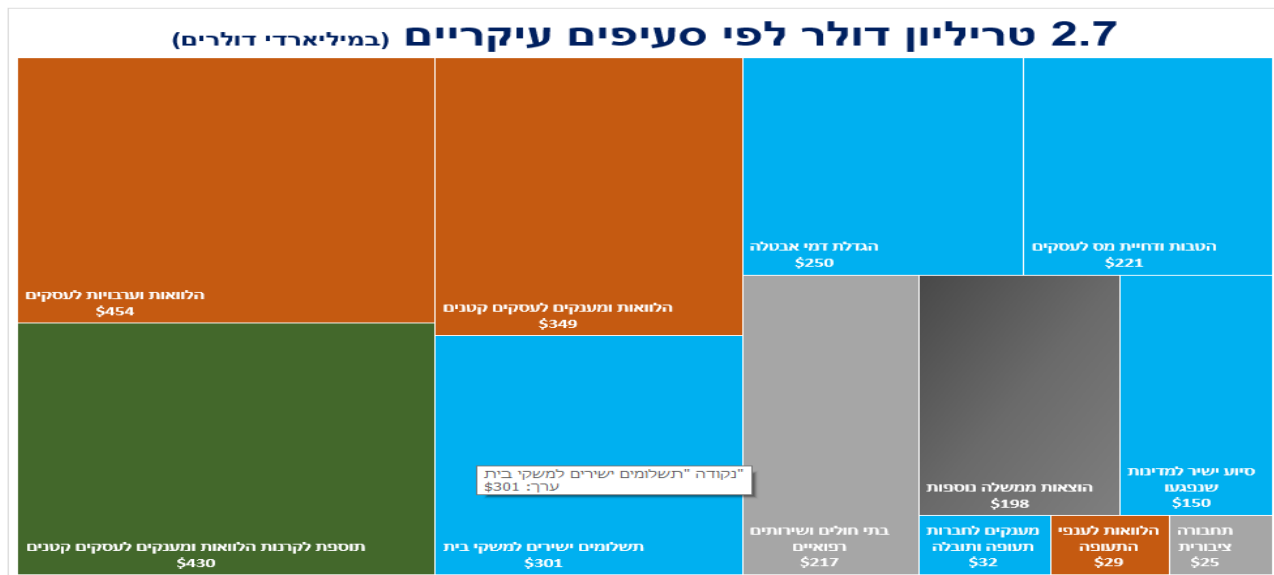 2.7 טריליון דולר לפי סעיפים עיקריים (במיליארדי דולרים)
הטבות ודחיית מס לעסקים
$221
הגדלת דמי אבטלה
$250
הלוואות ומענקים לעסקים קטנים
$349
הלוואות וערבויות לעסקים
$454
סיוע ישיר למדינות
שנפגעו
$150
הוצאות ממשלה נוספות
$198
בתי חולים ושירותים
רפואיים
$217
נקודה "תשלומים ישירים למשקי בית"
ערך: $301
תשלומים ישירים למשקי בית
$301
תוספת לקרנות הלוואות ומענקים לעסקים קטנים
$430
תחבורה
ציבורית
$25
הלוואות לענפי
התעופה
$29
מענקים לחברות
תעופה ותובלה
$32